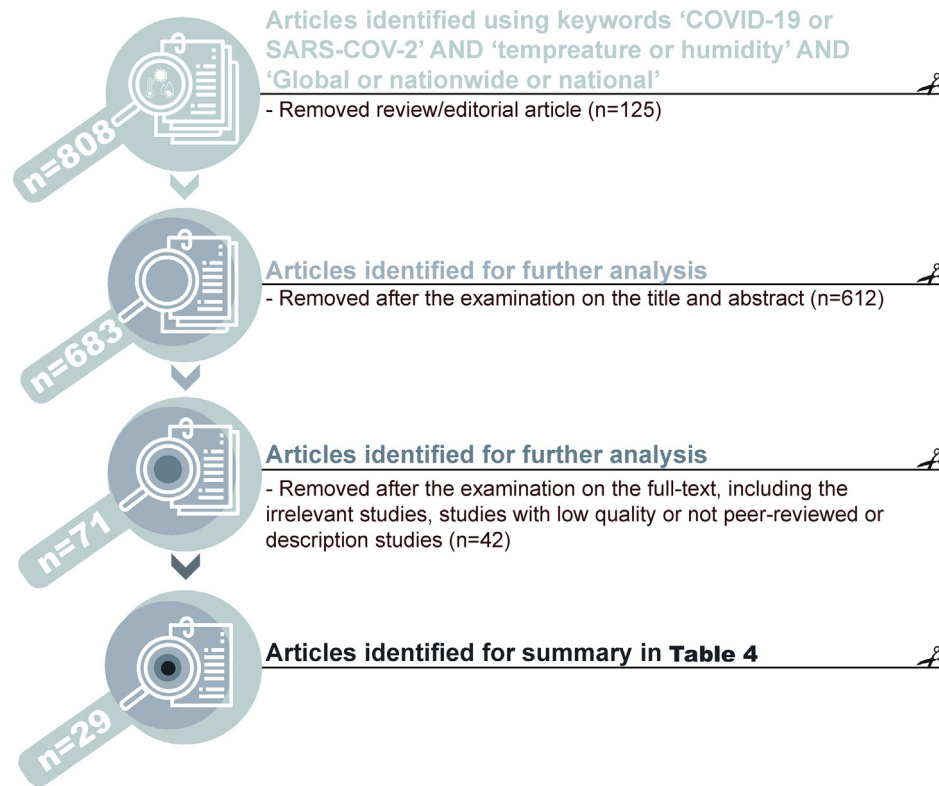 Articles identified using keywords ‘COVID-19 or
SARS-COV-2’ AND ‘tempreature or humidity’ AND
‘Global or nationwide or national’
- Removed review/editorial article (n=125)
n=808
Articles identified for further analysis
- Removed after the examination on the title and abstract (n=612)
n=683
Articles identified for further analysis
- Removed after the examination on the full-text, including the
irrelevant studies, studies with low quality or not peer-reviewed or
description studies (n=42)
n=71
Articles identified for summary in Table 4
n=29